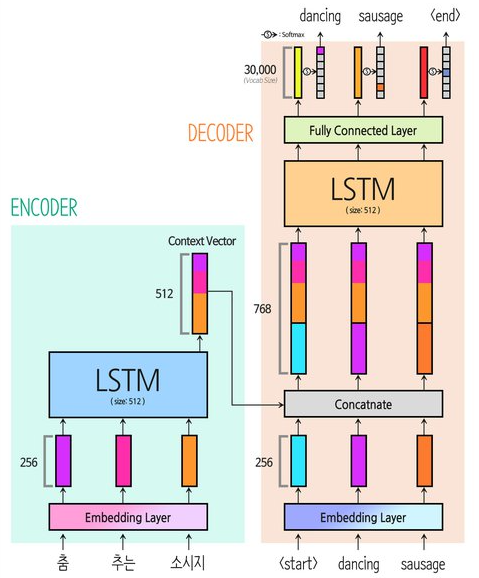 dancing sausage <end>
Ⓢ : Softmax
30,000
(Vocab Size)
DECODER
Fully Connected Layer
LSTM
( size: 512 )
ENCODER
Context Vector
512
768
LSTM
( size: 512 )
Concatnate
256
256
Embedding Layer
Embedding Layer
춤 추는 소시지
<start> dancing sausage